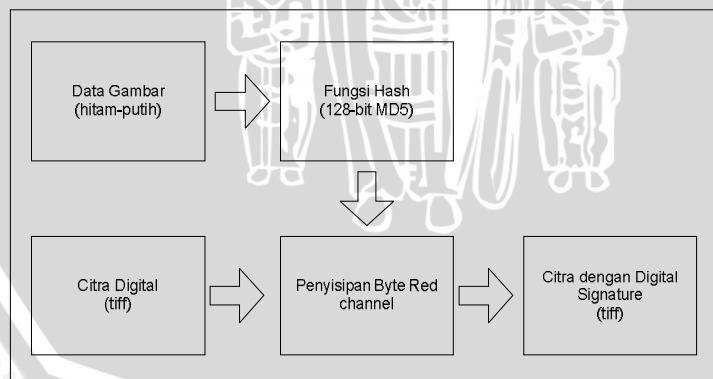 Data Gambar
(hitam-putih)
Fungsi Hash
(128-bit MD5)
Citra Digital
(tiff)
Penyisipan Byte Red
channel
Citra dengan Digital
Signature
(tiff)